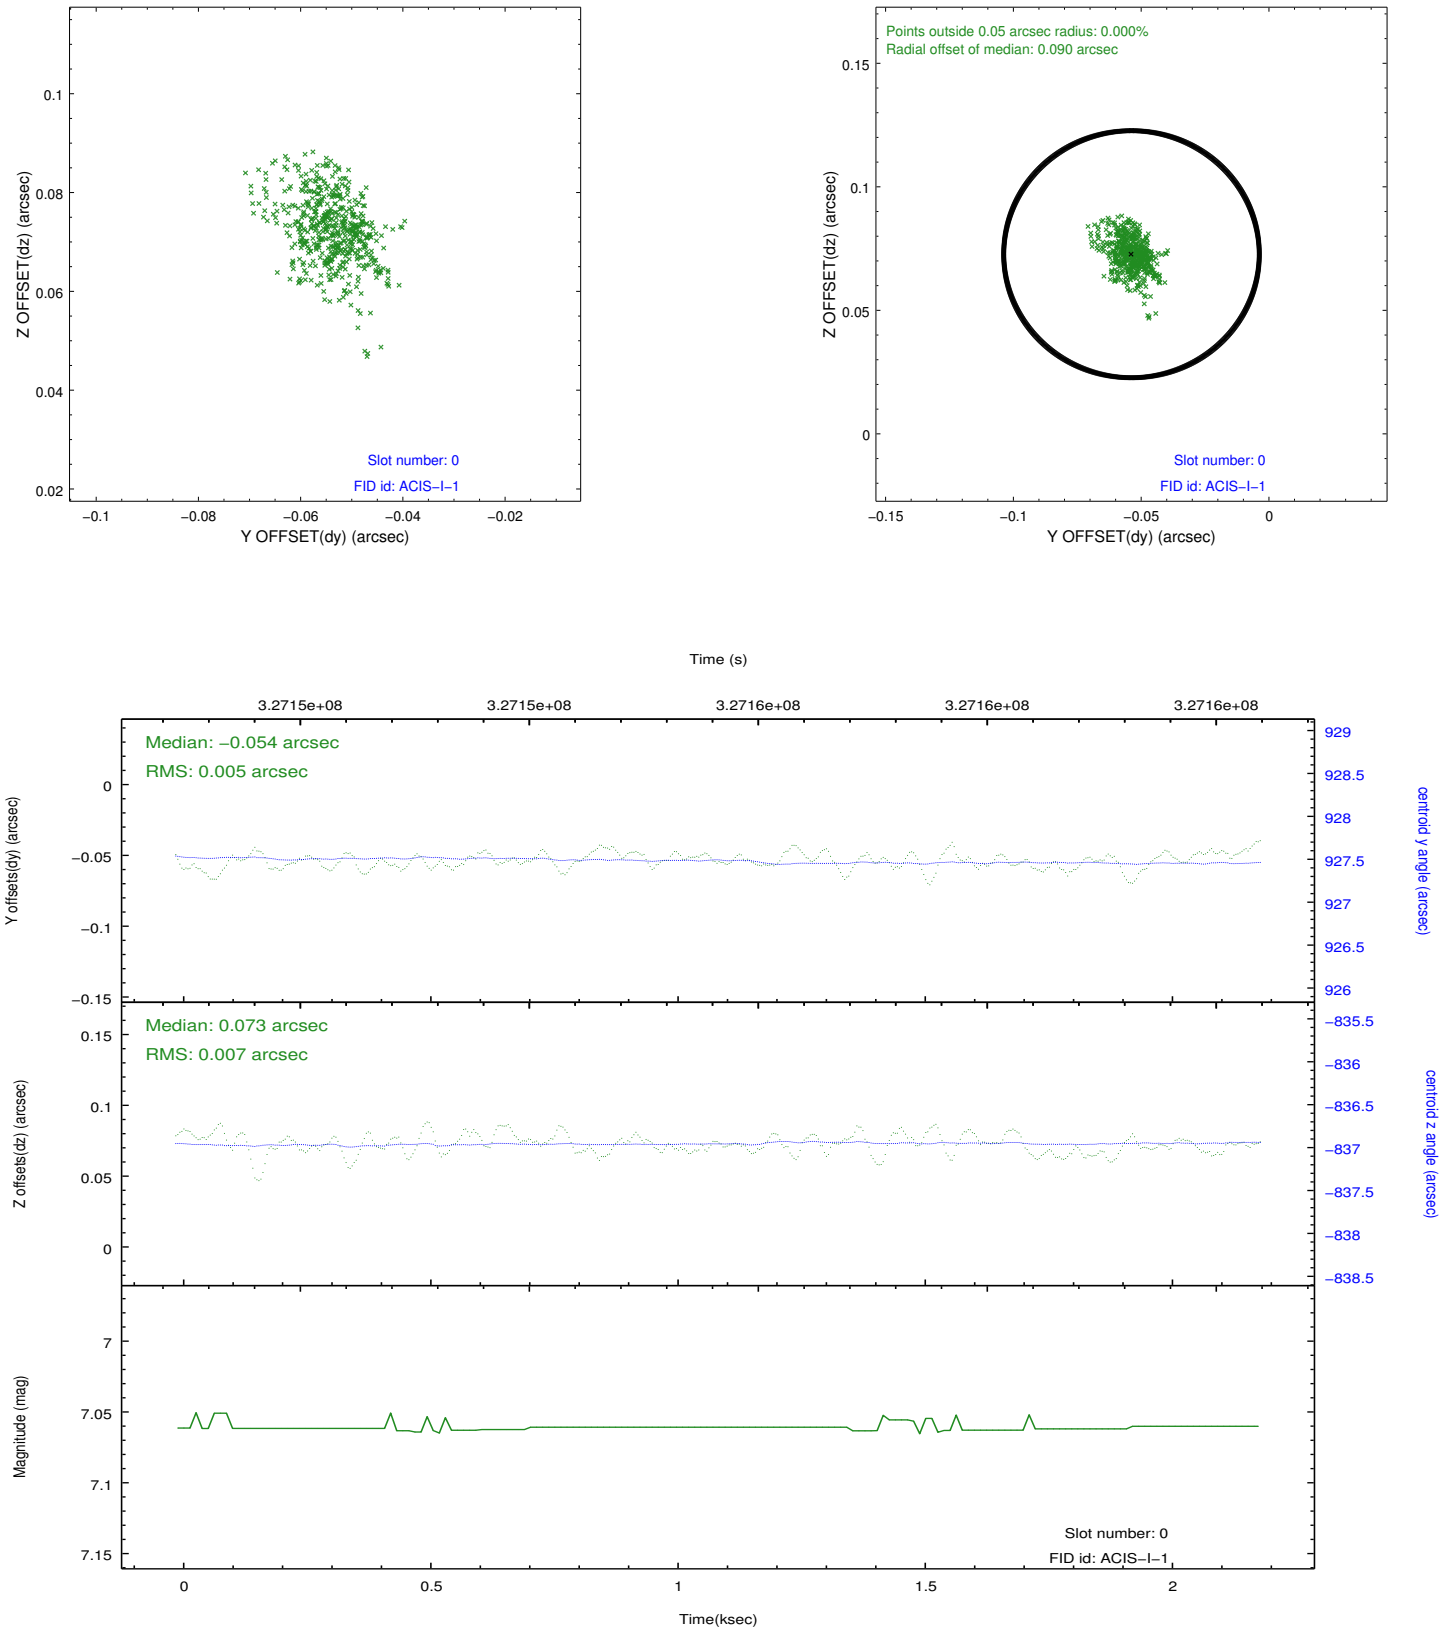 0.1
0.08
0.06
0.04
0.02
Z OFFSET(dz) (arcsec)
Slot number: 0
FID id: ACIS−I−1
−0.1
−0.08
−0.06
−0.04
−0.02
Y OFFSET(dy) (arcsec)
Points outside 0.05 arcsec radius: 0.000%
Radial offset of median: 0.090 arcsec
0.15
0.1
0.05
0
Z OFFSET(dz) (arcsec)
Slot number: 0
FID id: ACIS−I−1
−0.15
−0.1
−0.05
0
Y OFFSET(dy) (arcsec)
Time (s)
3.2715e+08
3.2715e+08
3.2716e+08
3.2716e+08
3.2716e+08
Median: −0.054 arcsec
RMS: 0.005 arcsec
0
−0.05
−0.1
−0.15
Y offsets(dy) (arcsec)
929
928.5
928
927.5
927
926.5
926
centroid y angle (arcsec)
Median: 0.073 arcsec
RMS: 0.007 arcsec
0.15
0.1
0.05
0
Z offsets(dz) (arcsec)
−835.5
−836
−836.5
−837
−837.5
−838
−838.5
centroid z angle (arcsec)
7
7.05
7.1
7.15
Magnitude (mag)
Slot number: 0
FID id: ACIS−I−1
0
0.5
1
1.5
2
Time(ksec)